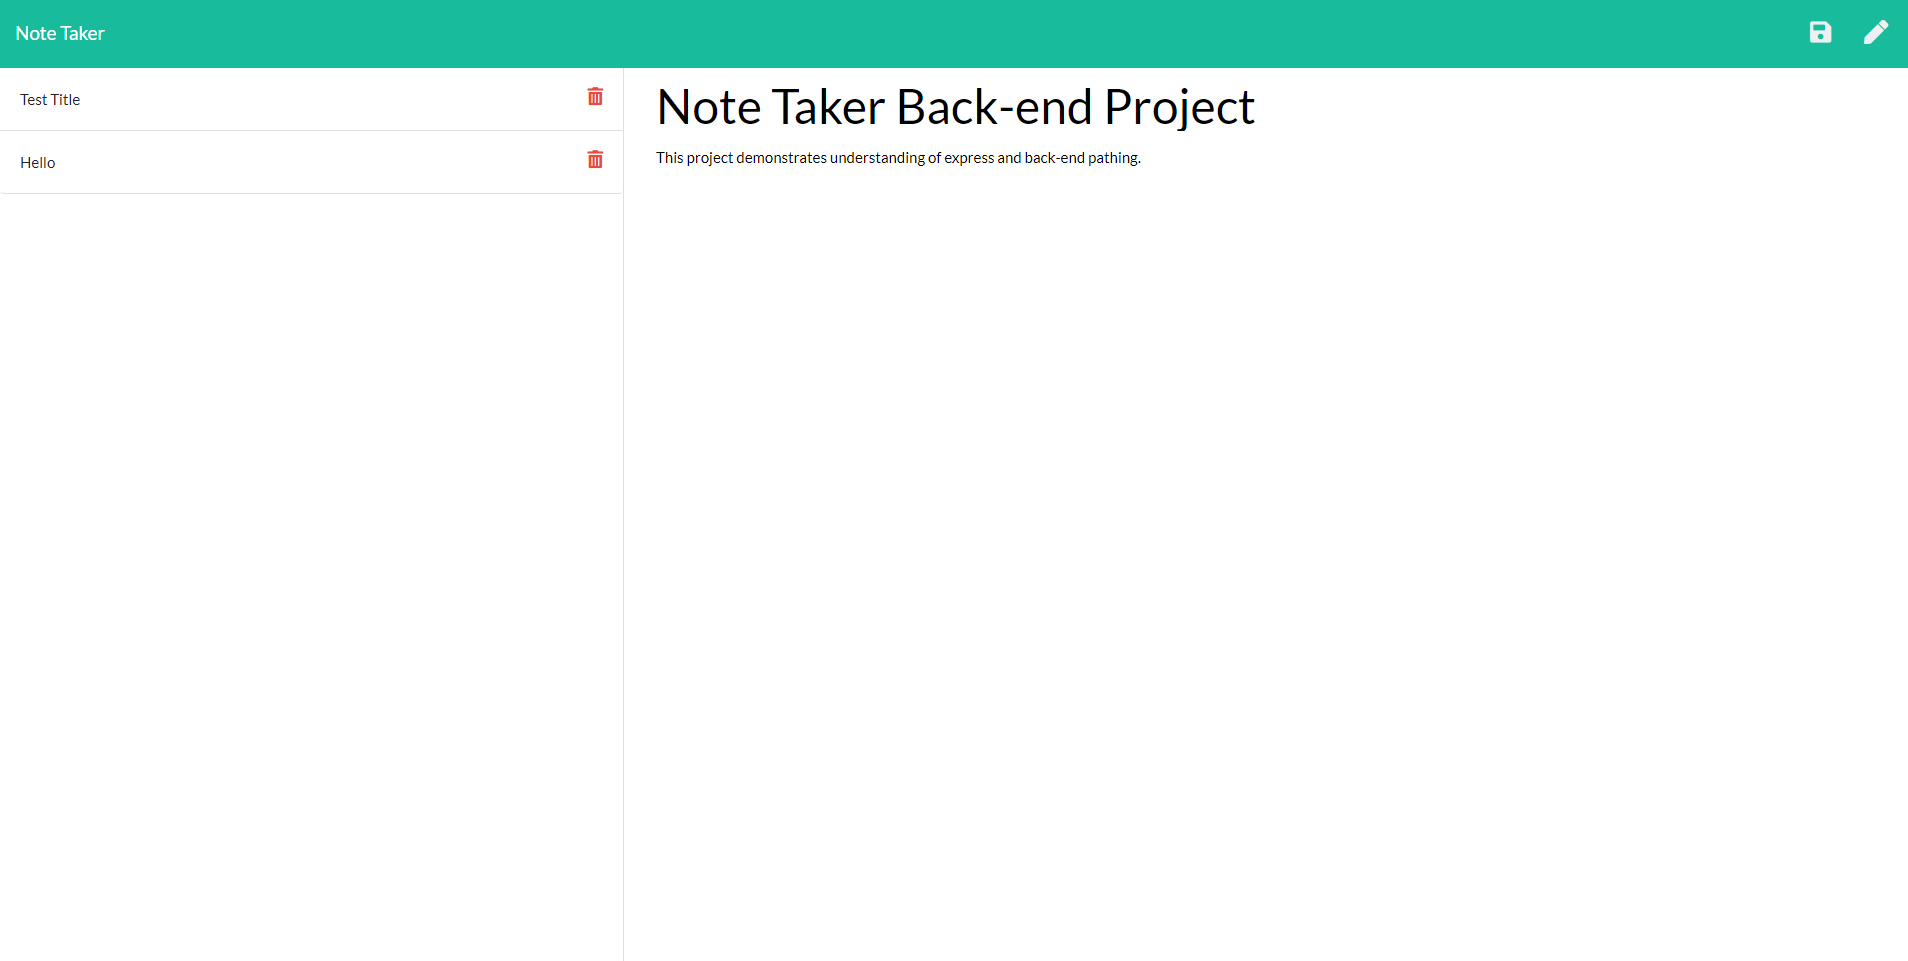 Note Taker
Test Title
Hello
Note Taker Back-end Project
This project demonstrates understanding of express and back-end pathing.